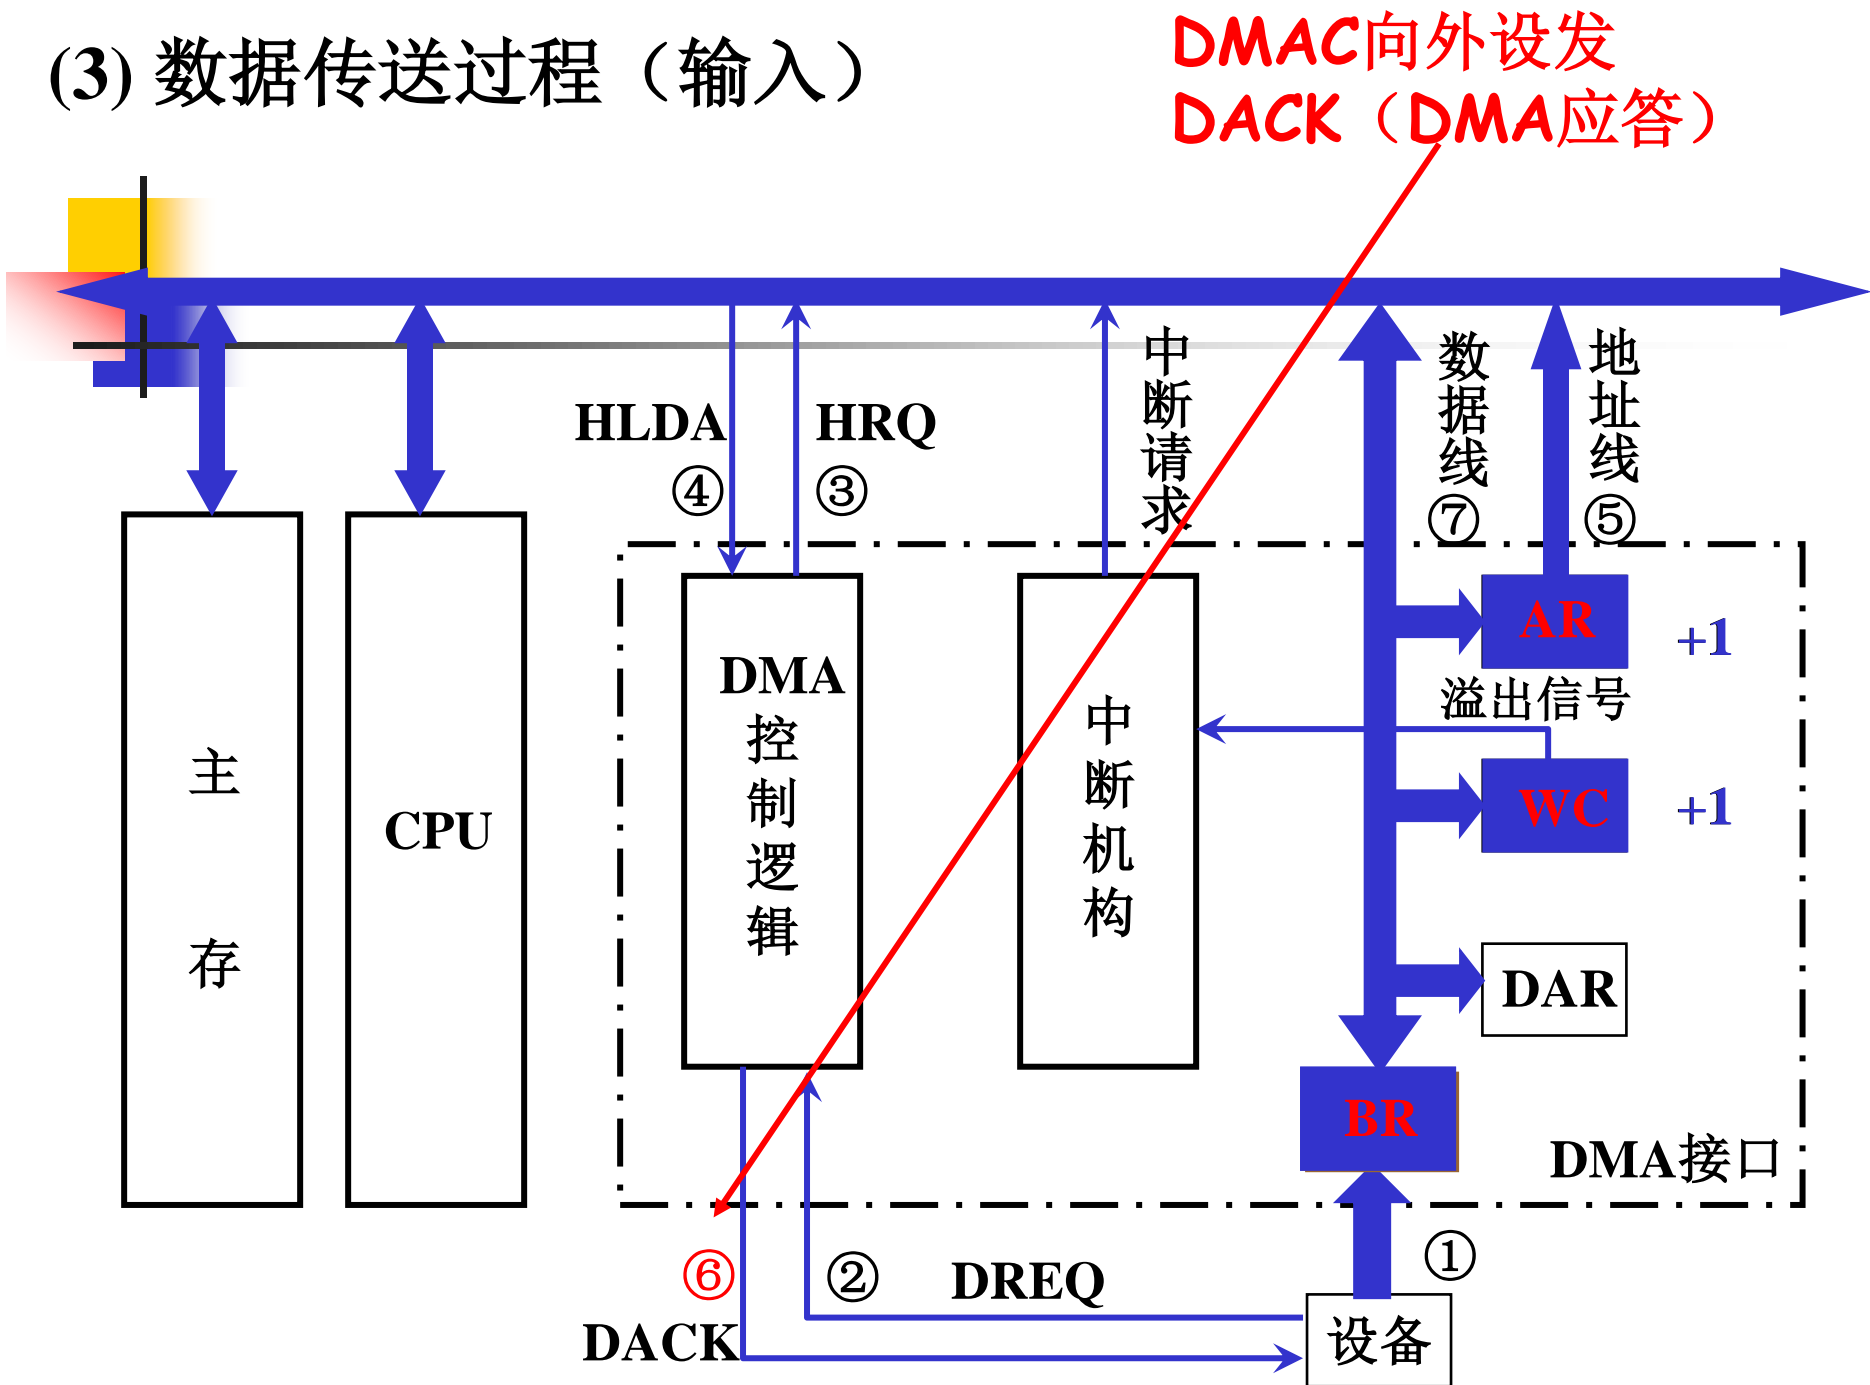 (3) 数据传送过程（输入）
DMAC向外设发
DACK（DMA应答）
HLDA
④
HRQ
③
中断请求
数据线
⑦
地址线
⑤
主存
CPU
DMA
控制逻辑
中断机构
AR
+1
溢出信号
WC
+1
DAR
BR
DMA接口
⑥
②
DREQ
①
DACK
设备